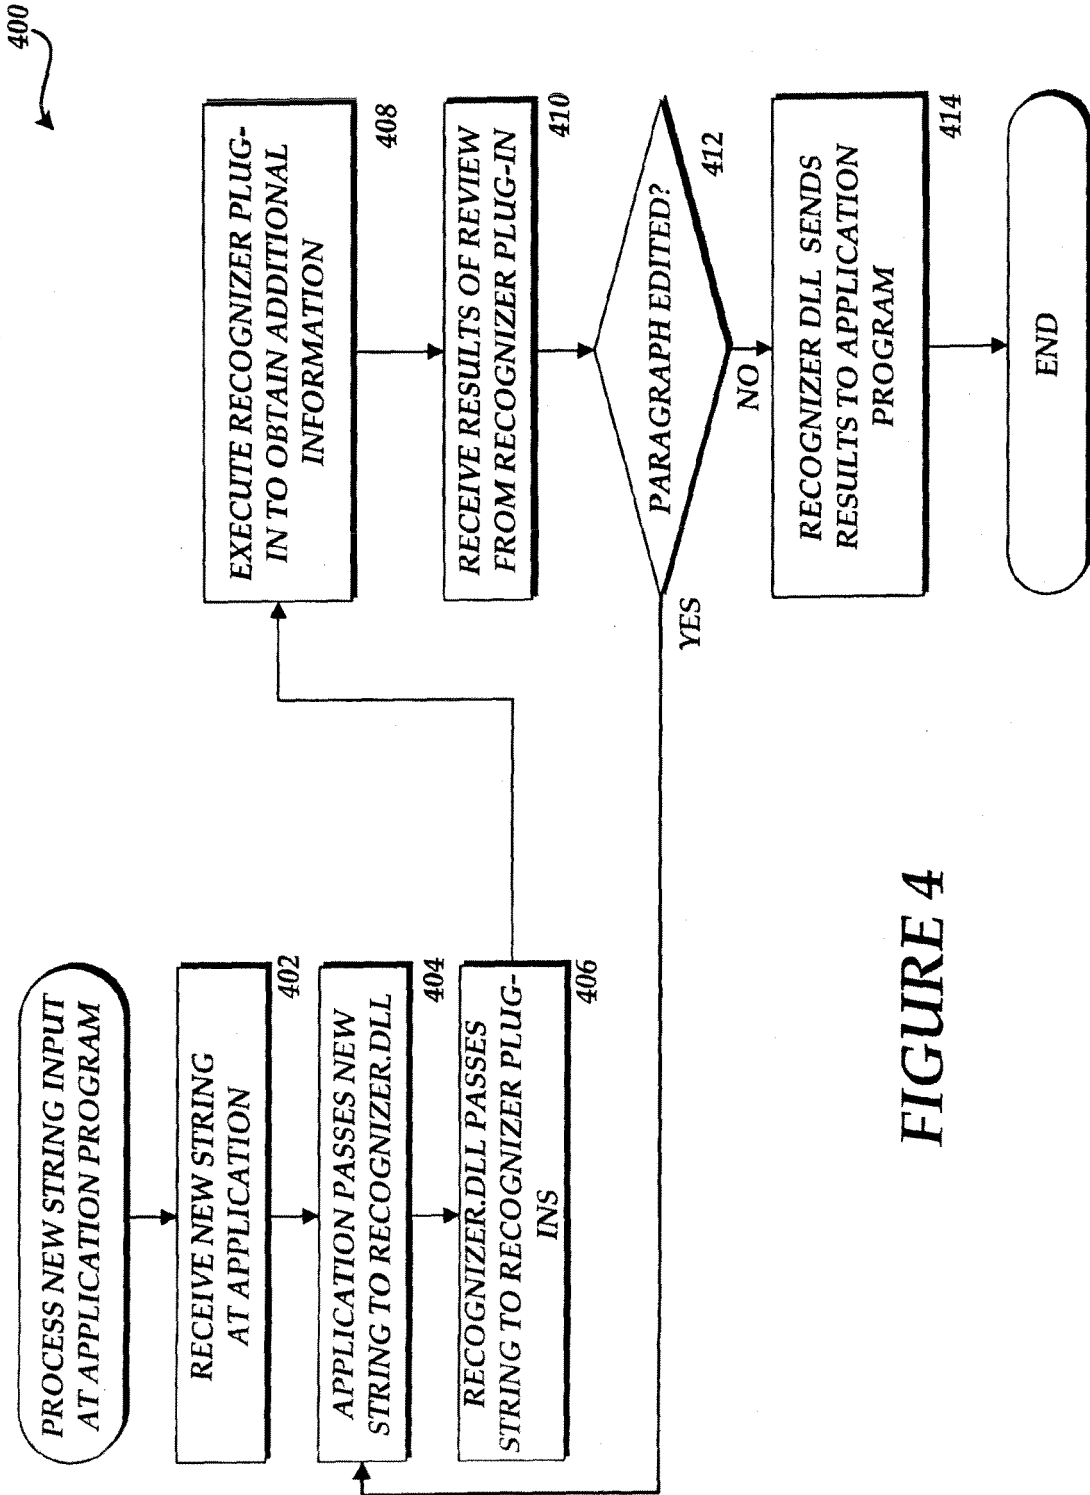 400
PROCESS NEW STRING INPUT
AT APPLICATION PROGRAM
RECEIVE NEW STRING
AT APPLICATION
402
APPLICATION PASSES NEW
STRING TO RECOGNIZER.DLL
404
RECOGNIZER.DLL PASSES
STRING TO RECOGNIZER PLUG-
INS
406
EXECUTE RECOGNIZER PLUG-
IN TO OBTAIN ADDITIONAL
INFORMATION
408
RECEIVE RESULTS OF REVIEW
FROM RECOGNIZER PLUG-IN
410
PARAGRAPH EDITED?
412
YES
NO
RECOGNIZER DLL SENDS
RESULTS TO APPLICATION
PROGRAM
414
END
FIGURE 4